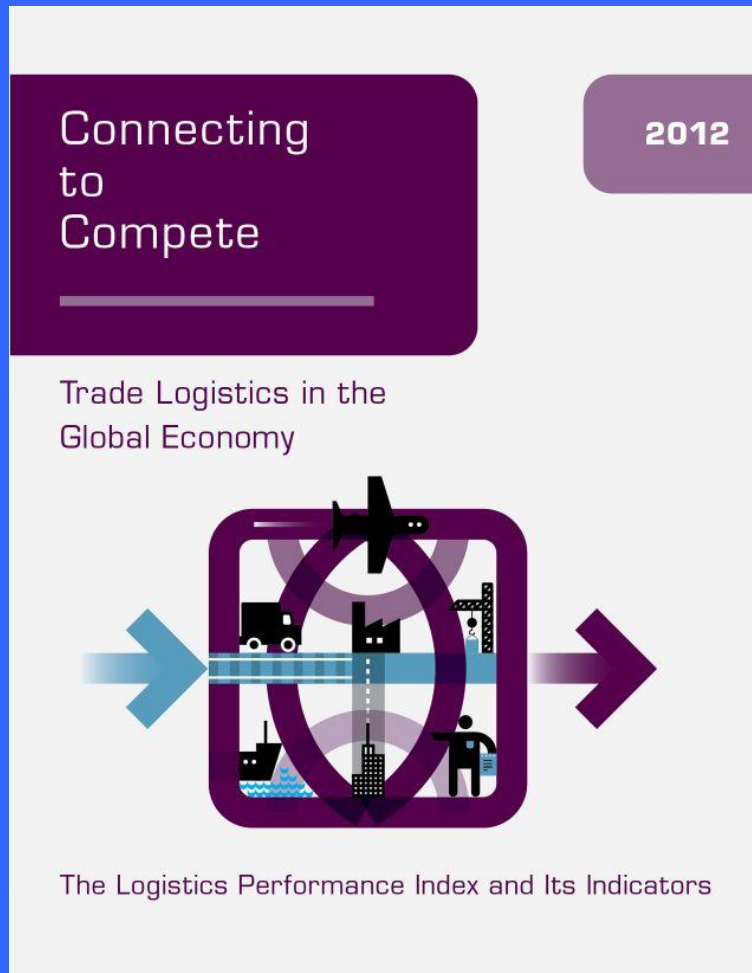 Connecting
to
Compete
2012
Trade Logistics in the
Global Economy
The Logistics Performance Index and Its Indicators